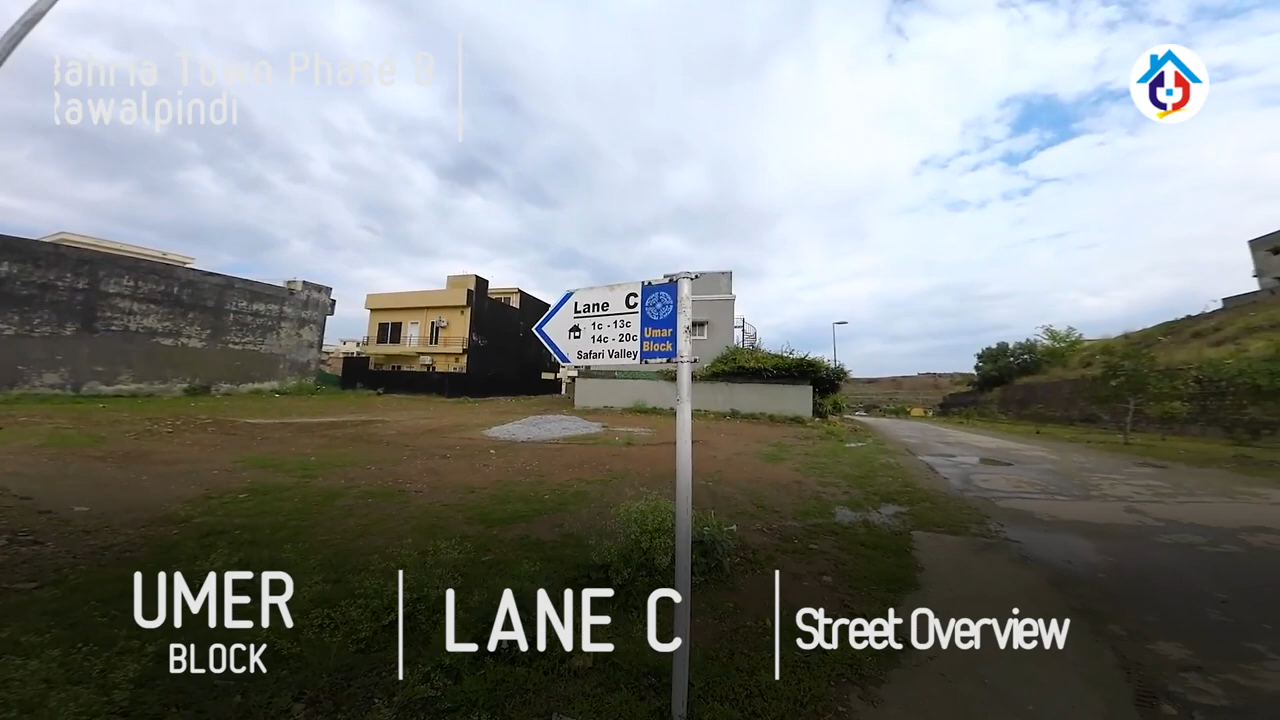 Bahria Town Phase 8
Rawalpindi
Lane C
1c - 13c
14c - 20c
Safari Valley
Umar
Block
UMER
BLOCK
LANE C
Street Overview